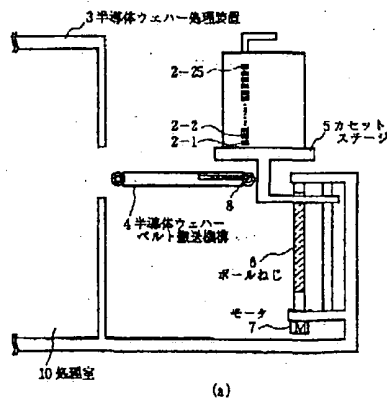 3 半導体ウェハー処理装置
2-25
2-2
2-1
5 カセット
ステージ
8
4 半導体ウェハー
ベルト搬送機構
6
ボールねじ
モータ
7
M
10 処理室
(a)